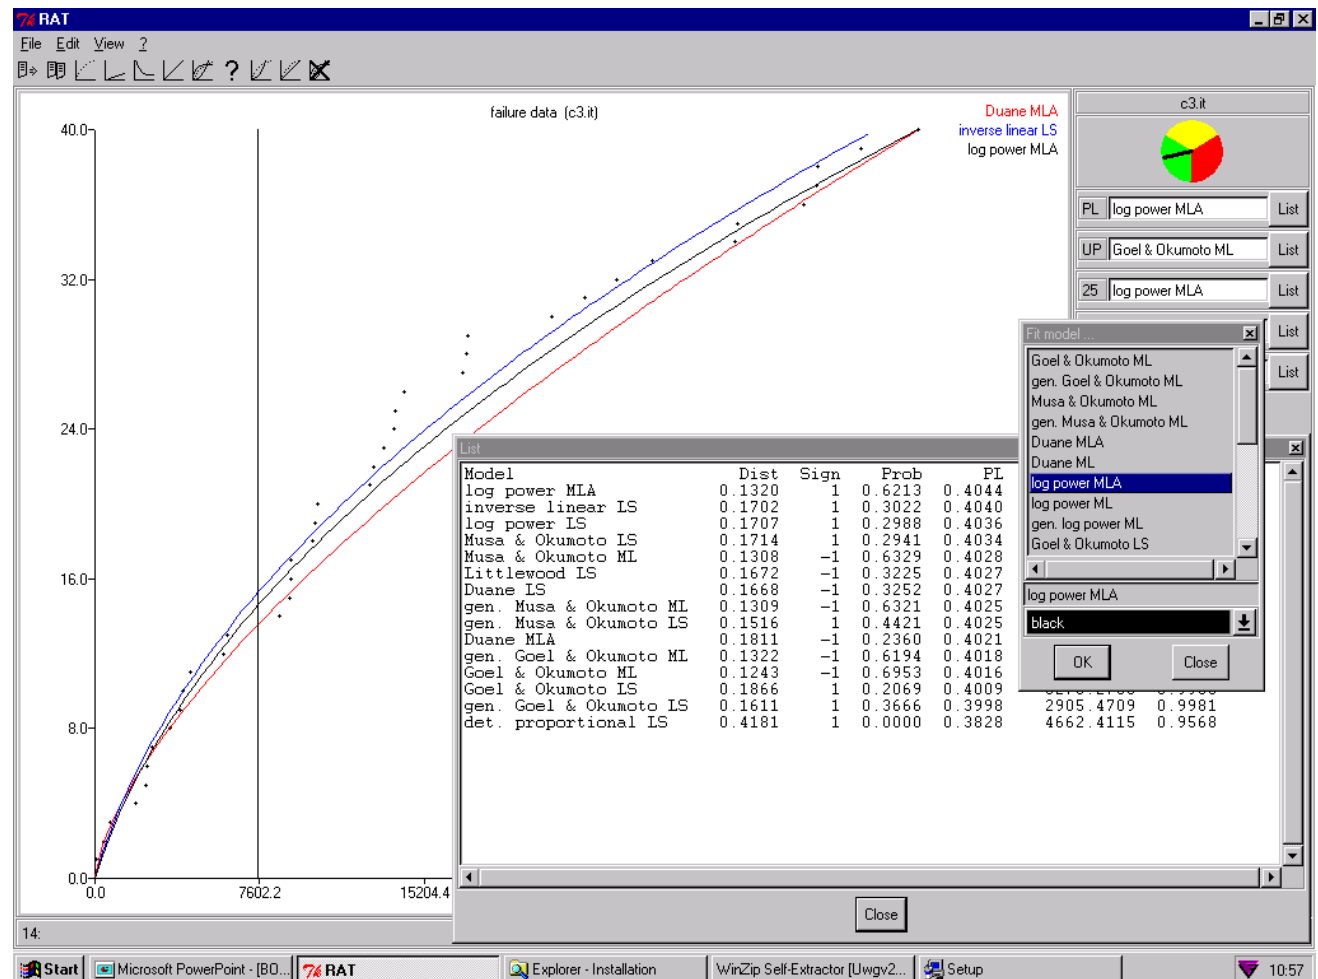 RAT
File Edit View ?
failure data (c3.it)
Duane MLA
inverse linear LS
log power MLA
40.0
32.0
24.0
16.0
8.0
0.0
0.0 7602.2 15204.4
14:
c3.it
PL log power MLA List
UP Goel & Okumoto ML List
25 log power MLA List
List
List
Fit model ...
Goel & Okumoto ML
gen. Goel & Okumoto ML
Musa & Okumoto ML
gen. Musa & Okumoto ML
Duane MLA
Duane ML
log power MLA
log power ML
gen. log power ML
Goel & Okumoto LS
log power MLA
black
OK Close
List
Model Dist Sign Prob PL
log power MLA 0.1320 1 0.6213 0.4044
inverse linear LS 0.1702 1 0.3022 0.4040
log power LS 0.1707 1 0.2988 0.4036
Musa & Okumoto LS 0.1714 1 0.2941 0.4034
Musa & Okumoto ML 0.1308 -1 0.6329 0.4028
Littlewood LS 0.1672 -1 0.3225 0.4027
Duane LS 0.1668 -1 0.3252 0.4027
gen. Musa & Okumoto ML 0.1309 -1 0.6321 0.4025
gen. Musa & Okumoto LS 0.1516 1 0.4421 0.4025
Duane MLA 0.1811 -1 0.2360 0.4021
gen. Goel & Okumoto ML 0.1322 -1 0.6194 0.4018
Goel & Okumoto ML 0.1243 -1 0.6953 0.4016
Goel & Okumoto LS 0.1866 1 0.2069 0.4009
gen. Goel & Okumoto LS 0.1611 1 0.3666 0.3998 2905.4709 0.9981
det. proportional LS 0.4181 1 0.0000 0.3828 4662.4115 0.9568
Close
Start Microsoft PowerPoint - [BO... RAT Explorer - Installation WinZip Self-Extractor [Uwgv2... Setup 10:57